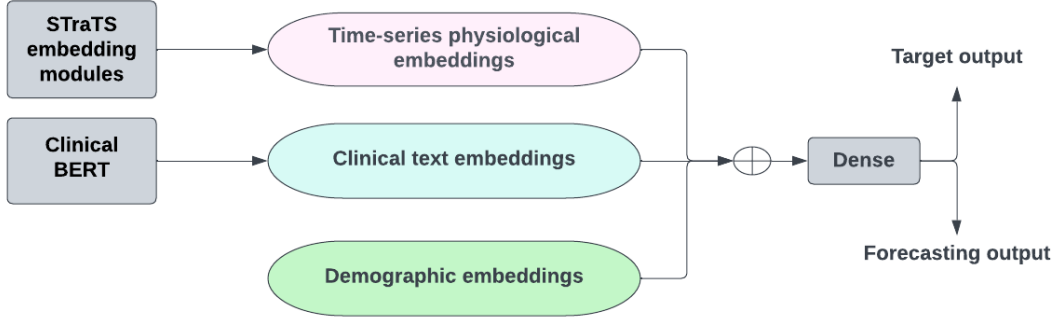 STraTS
embedding
modules
Time-series physiological
embeddings
Clinical
BERT
Clinical text embeddings
Demographic embeddings
Dense
Target output
Forecasting output